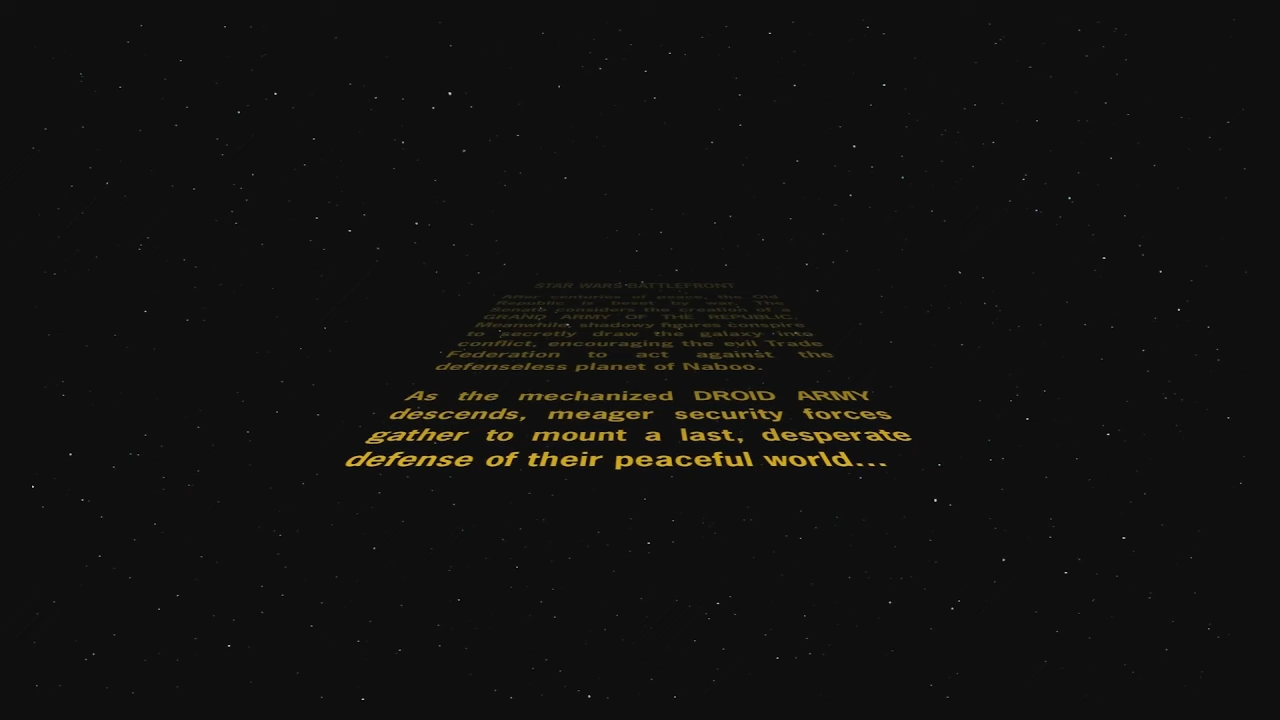 STAR WARS BATTLEFRONT
After centuries of peace, the Old
Republic is beset by war. The
Senate considers the creation of a
GRAND ARMY OF THE REPUBLIC.
Meanwhile, shadowy figures conspire
to secretly draw the galaxy into
conflict, encouraging the evil Trade
Federation to act against the
defenseless planet of Naboo.
As the mechanized DROID ARMY
descends, meager security forces
gather to mount a last, desperate
defense of their peaceful world...